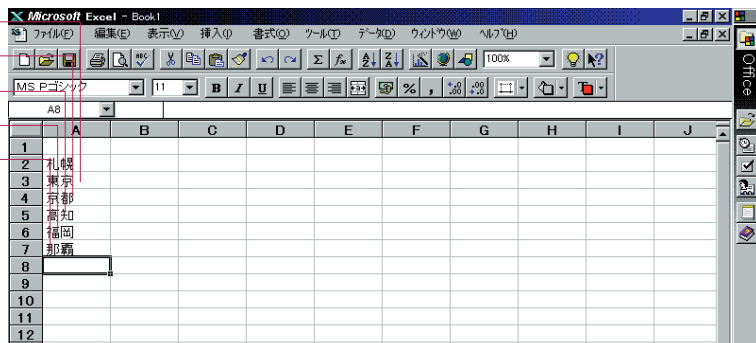 Microsoft Excel - Book1
ファイル(F) 編集(E) 表示(V) 挿入(I) 書式(O) ツール(T) データ(D) ウィンドウ(W) ヘルプ(H)
ABC Σ fx 100%
MS Pゴシック 11 B I U % ,
A8
A B C D E F G H I J
1
2 札幌
3 東京
4 京都
5 高知
6 福岡
7 那覇
8
9
10
11
12
Office